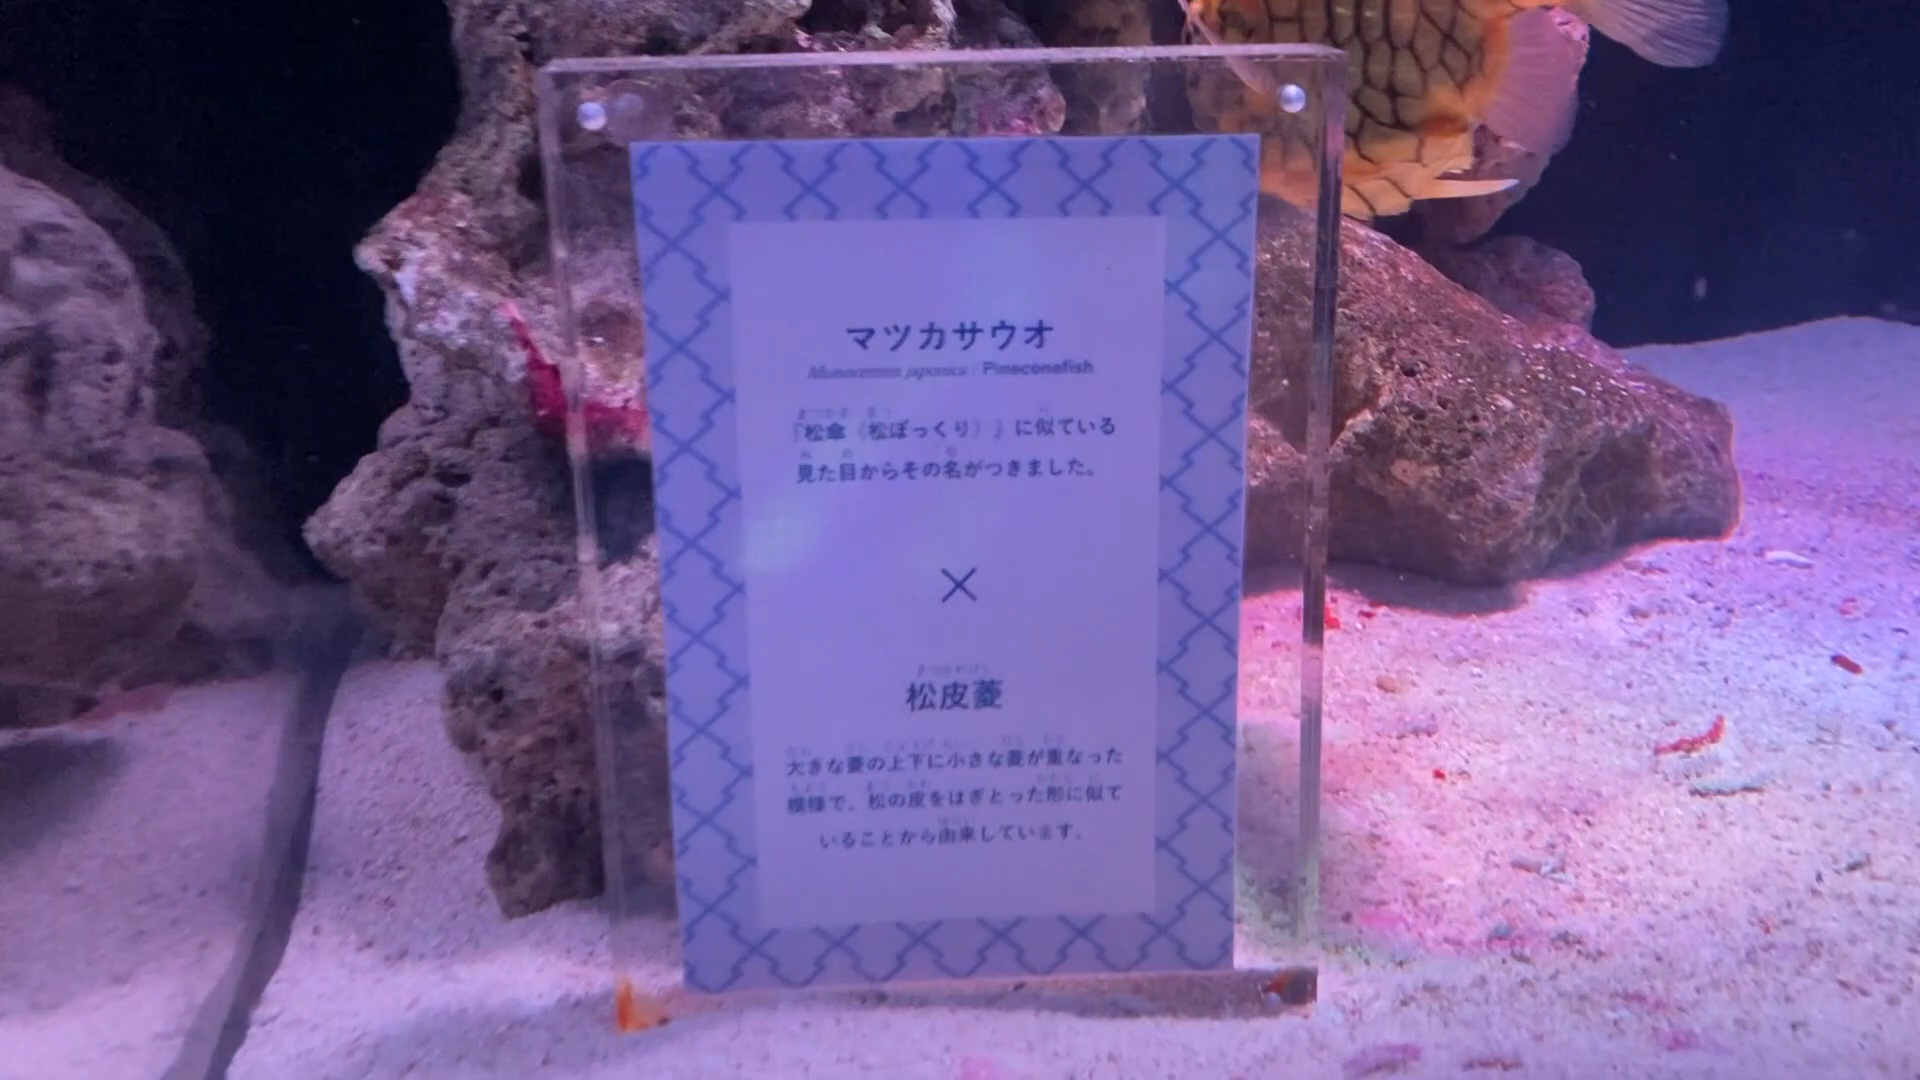 マツカサウオ
Monocentris japonica / Pineconefish
「松傘（松ぼっくり）」に似ている
見た目からその名がつきました。
×
松皮菱
大きな菱の上下に小さな菱が重なった
模様で、松の皮をはぎとった形に似て
いることから由来しています。